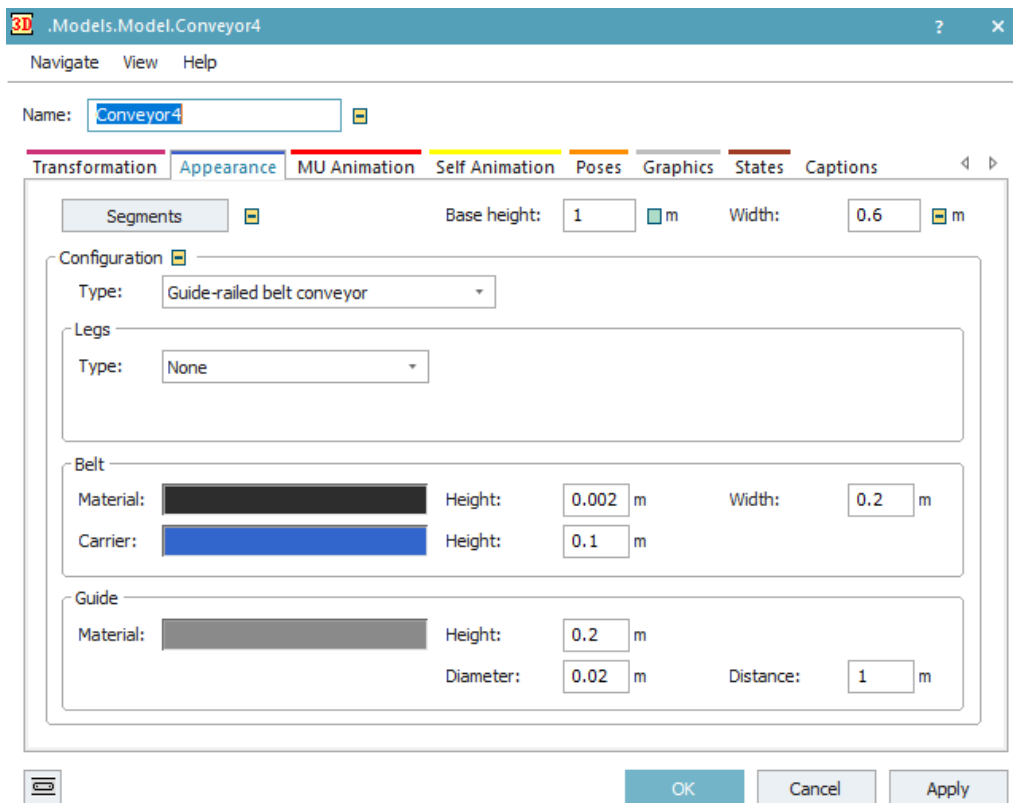 3D .Models.Model.Conveyor4 ? ×
Navigate View Help
Name: Conveyor4
Transformation Appearance MU Animation Self Animation Poses Graphics States Captions
Segments Base height: 1 m Width: 0.6 m
Configuration
Type: Guide-railed belt conveyor
Legs
Type: None
Belt
Material: Height: 0.002 m Width: 0.2 m
Carrier: Height: 0.1 m
Guide
Material: Height: 0.2 m
Diameter: 0.02 m Distance: 1 m
OK Cancel Apply